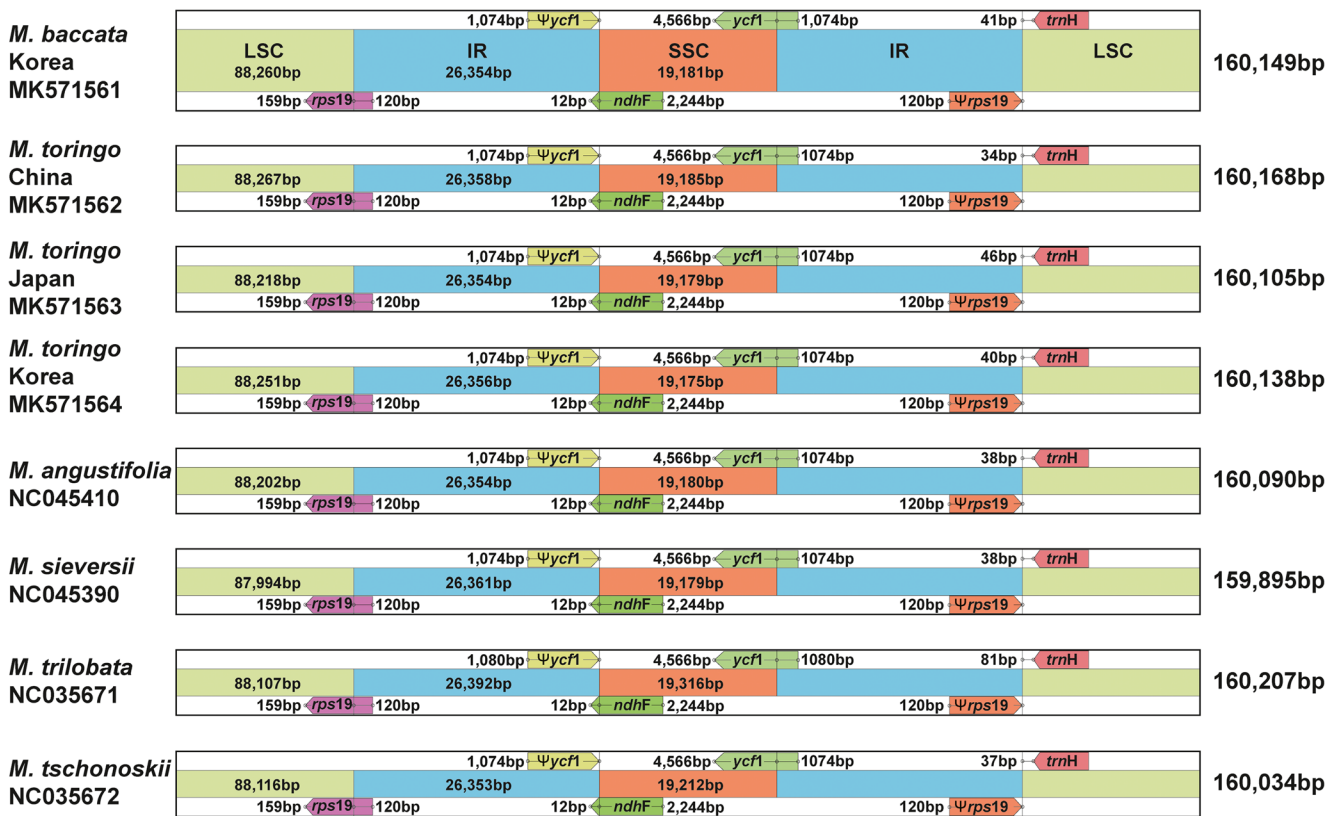 1,074bp Ψycf1 4,566bp ycf1 1,074bp 41bp trnH
M. baccata
Korea
MK571561
LSC IR SSC IR LSC
88,260bp 26,354bp 19,181bp
160,149bp
159bp rps19 120bp 12bp ndhF 2,244bp 120bp Ψrps19
M. toringo
China
MK571562
1,074bp Ψycf1 4,566bp ycf1 1074bp 34bp trnH
88,267bp 26,358bp 19,185bp
160,168bp
159bp rps19 120bp 12bp ndhF 2,244bp 120bp Ψrps19
M. toringo
Japan
MK571563
1,074bp Ψycf1 4,566bp ycf1 1074bp 46bp trnH
88,218bp 26,354bp 19,179bp
160,105bp
159bp rps19 120bp 12bp ndhF 2,244bp 120bp Ψrps19
M. toringo
Korea
MK571564
1,074bp Ψycf1 4,566bp ycf1 1074bp 40bp trnH
88,251bp 26,356bp 19,175bp
160,138bp
159bp rps19 120bp 12bp ndhF 2,244bp 120bp Ψrps19
M. angustifolia
NC045410
1,074bp Ψycf1 4,566bp ycf1 1074bp 38bp trnH
88,202bp 26,354bp 19,180bp
160,090bp
159bp rps19 120bp 12bp ndhF 2,244bp 120bp Ψrps19
M. sieversii
NC045390
1,074bp Ψycf1 4,566bp ycf1 1074bp 38bp trnH
87,994bp 26,361bp 19,179bp
159,895bp
159bp rps19 120bp 12bp ndhF 2,244bp 120bp Ψrps19
M. trilobata
NC035671
1,080bp Ψycf1 4,566bp ycf1 1080bp 81bp trnH
88,107bp 26,392bp 19,316bp
160,207bp
159bp rps19 120bp 12bp ndhF 2,244bp 120bp Ψrps19
M. tschonoskii
NC035672
1,074bp Ψycf1 4,566bp ycf1 1074bp 37bp trnH
88,116bp 26,353bp 19,212bp
160,034bp
159bp rps19 120bp 12bp ndhF 2,244bp 120bp Ψrps19